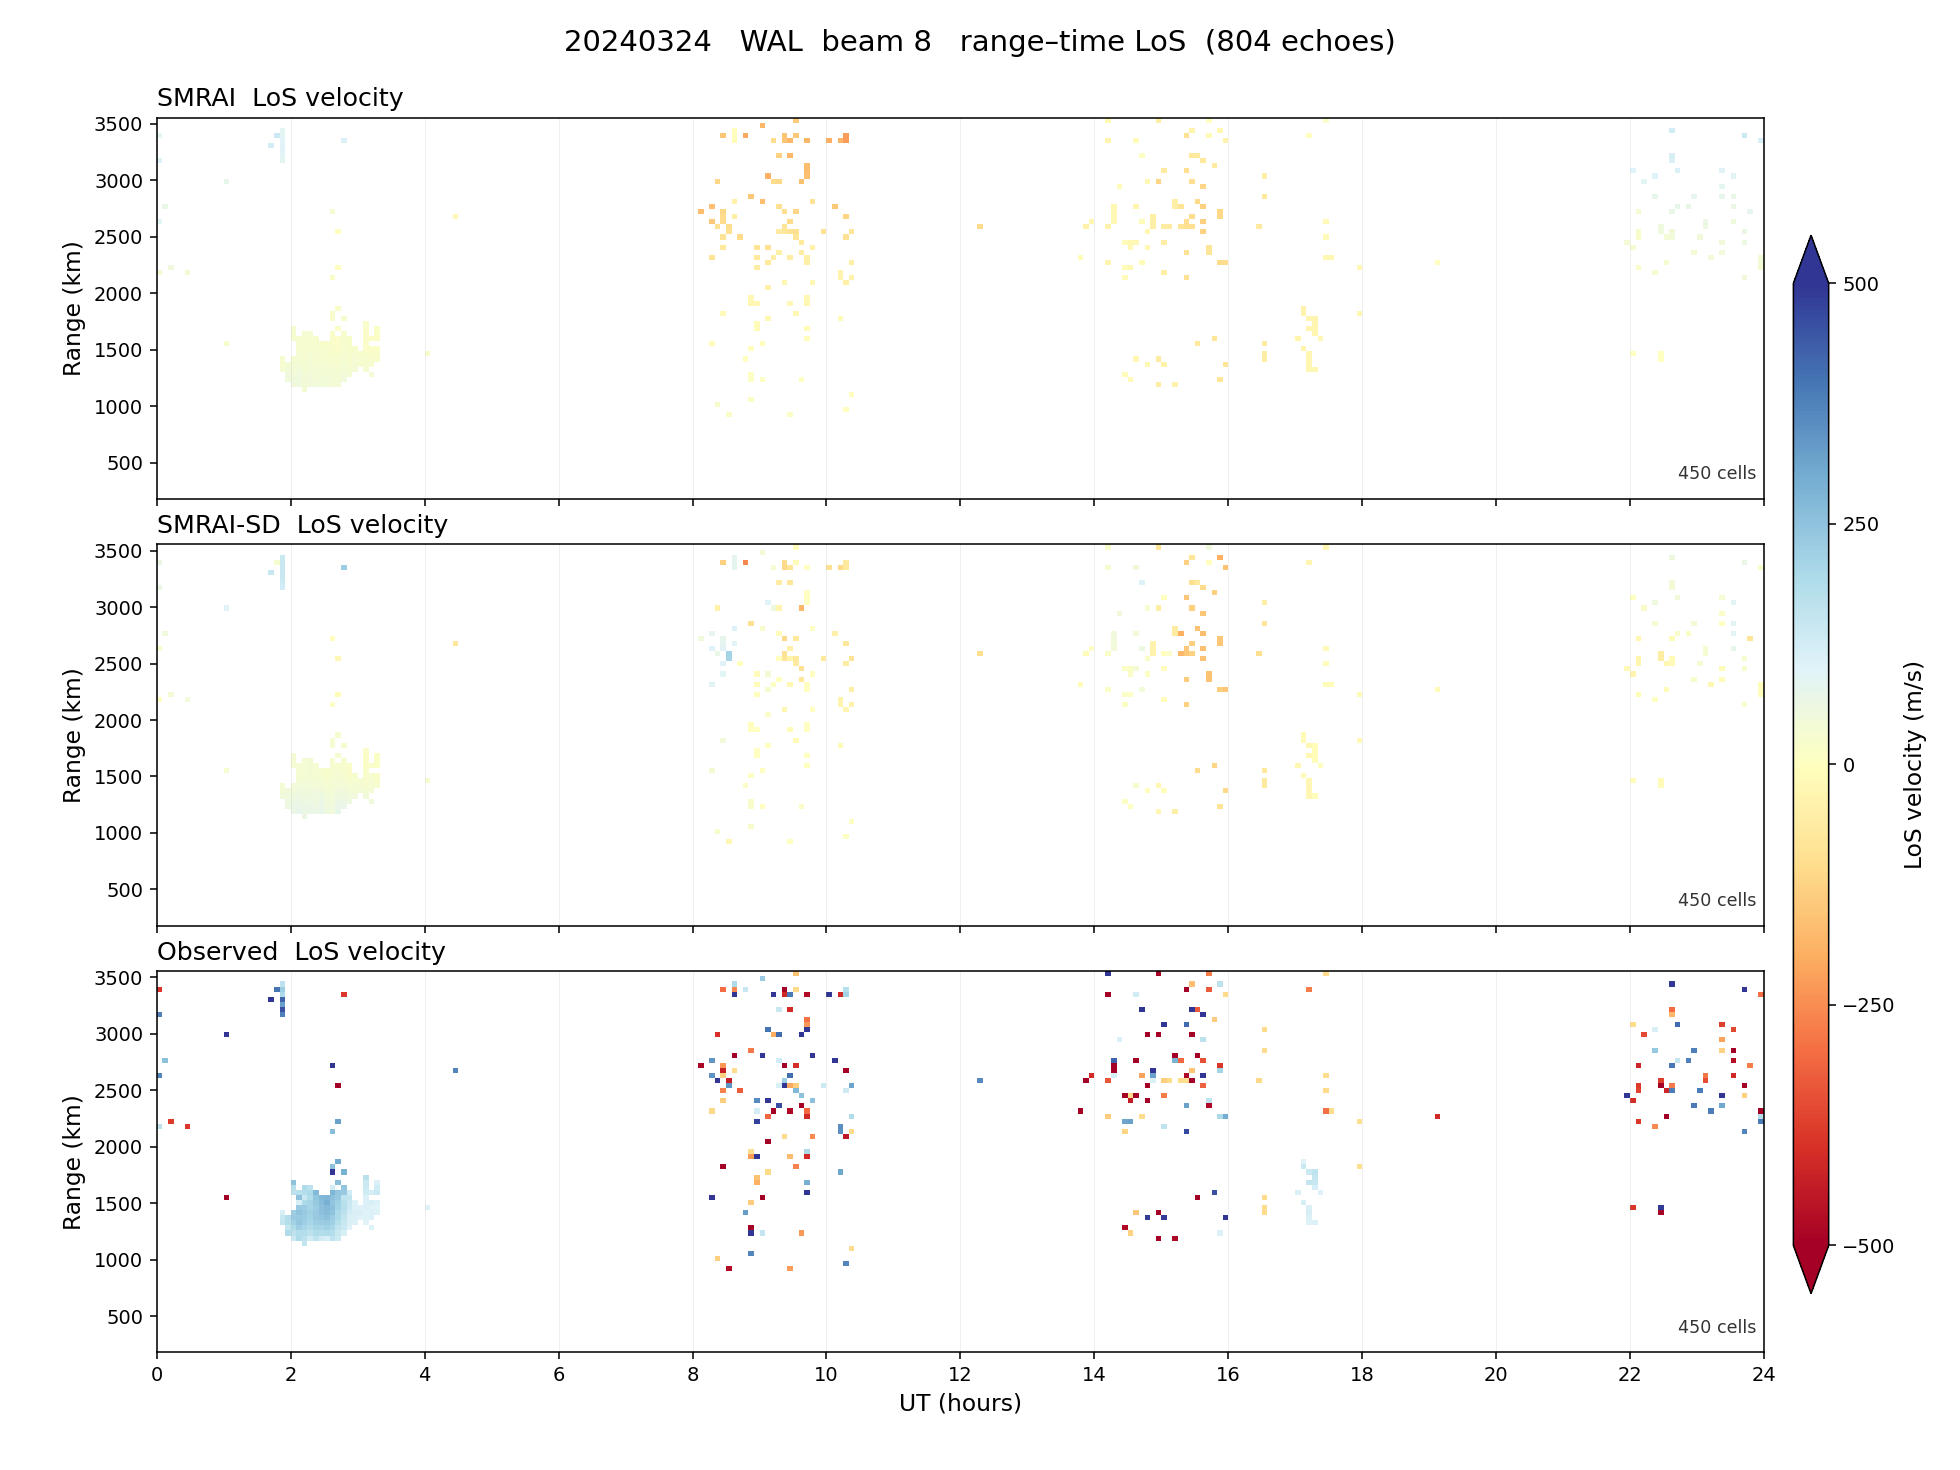 20240324   WAL  beam 8   range–time LoS  (804 echoes)
SMRAI  LoS velocity
3500
3000
2500
2000
1500
1000
500
Range (km)
450 cells
SMRAI-SD  LoS velocity
3500
3000
2500
2000
1500
1000
500
Range (km)
450 cells
Observed  LoS velocity
3500
3000
2500
2000
1500
1000
500
Range (km)
450 cells
0 2 4 6 8 10 12 14 16 18 20 22 24
UT (hours)
500
250
0
−250
−500
LoS velocity (m/s)